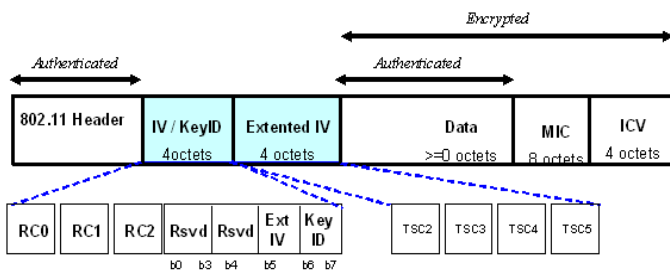 Encrypted
Authenticated
Authenticated
802.11 Header
IV / KeyID
4octets
Extented IV
4 octets
Data
>=0 octets
MIC
8 octets
ICV
4 octets
RC0
RC1
RC2
Rsvd
Rsvd
Ext
IV
Key
ID
TSC2
TSC3
TSC4
TSC5
b0
b3
b4
b5
b6
b7